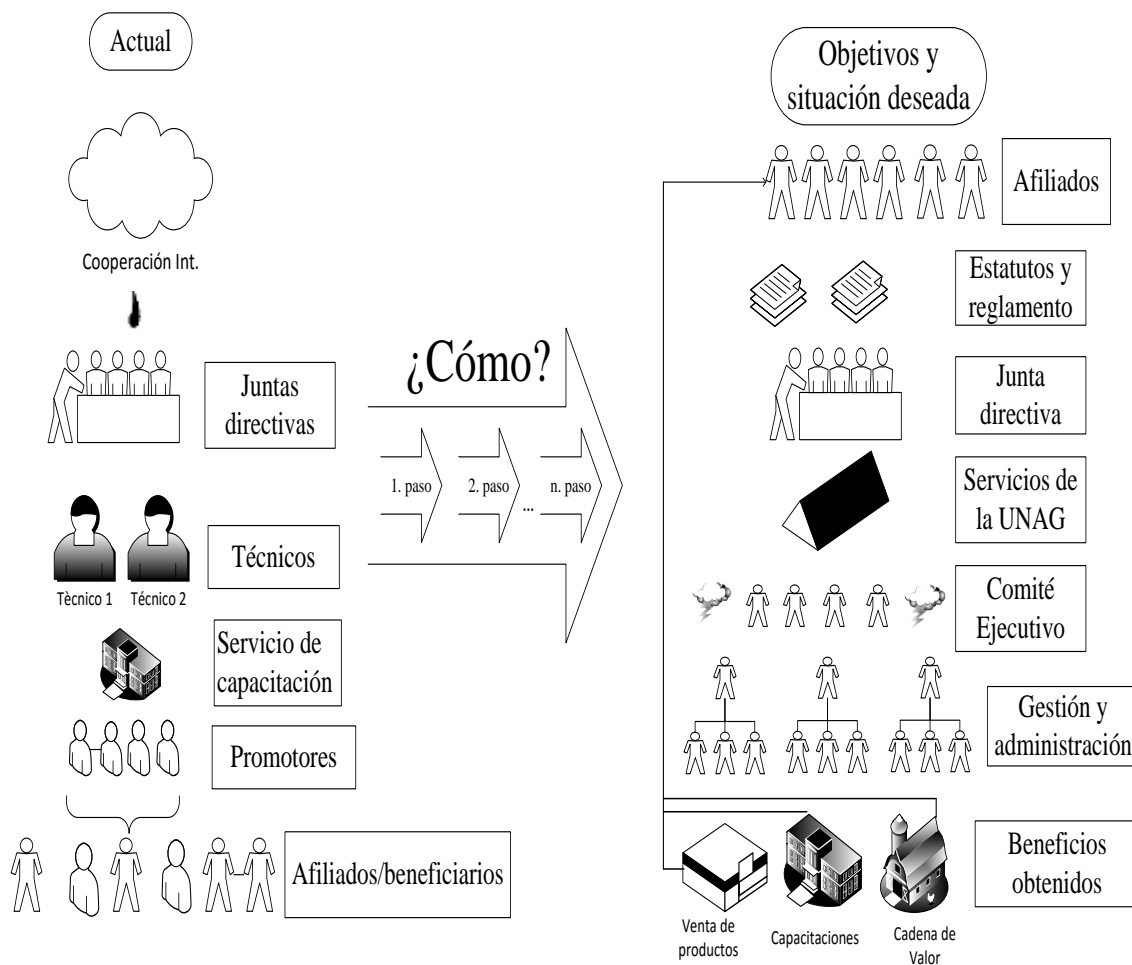 Actual
Cooperación Int.
Juntas
directivas
Tècnico 1
Técnico 2
Técnicos
Servicio de
capacitación
Promotores
Afiliados/beneficiarios
¿Cómo?
1. paso
2. paso
...
n. paso
Objetivos y
situación deseada
Afiliados
Estatutos y
reglamento
Junta
directiva
Servicios de
la UNAG
Comité
Ejecutivo
Gestión y
administración
Beneficios
obtenidos
Venta de
productos
Capacitaciones
Cadena de
Valor